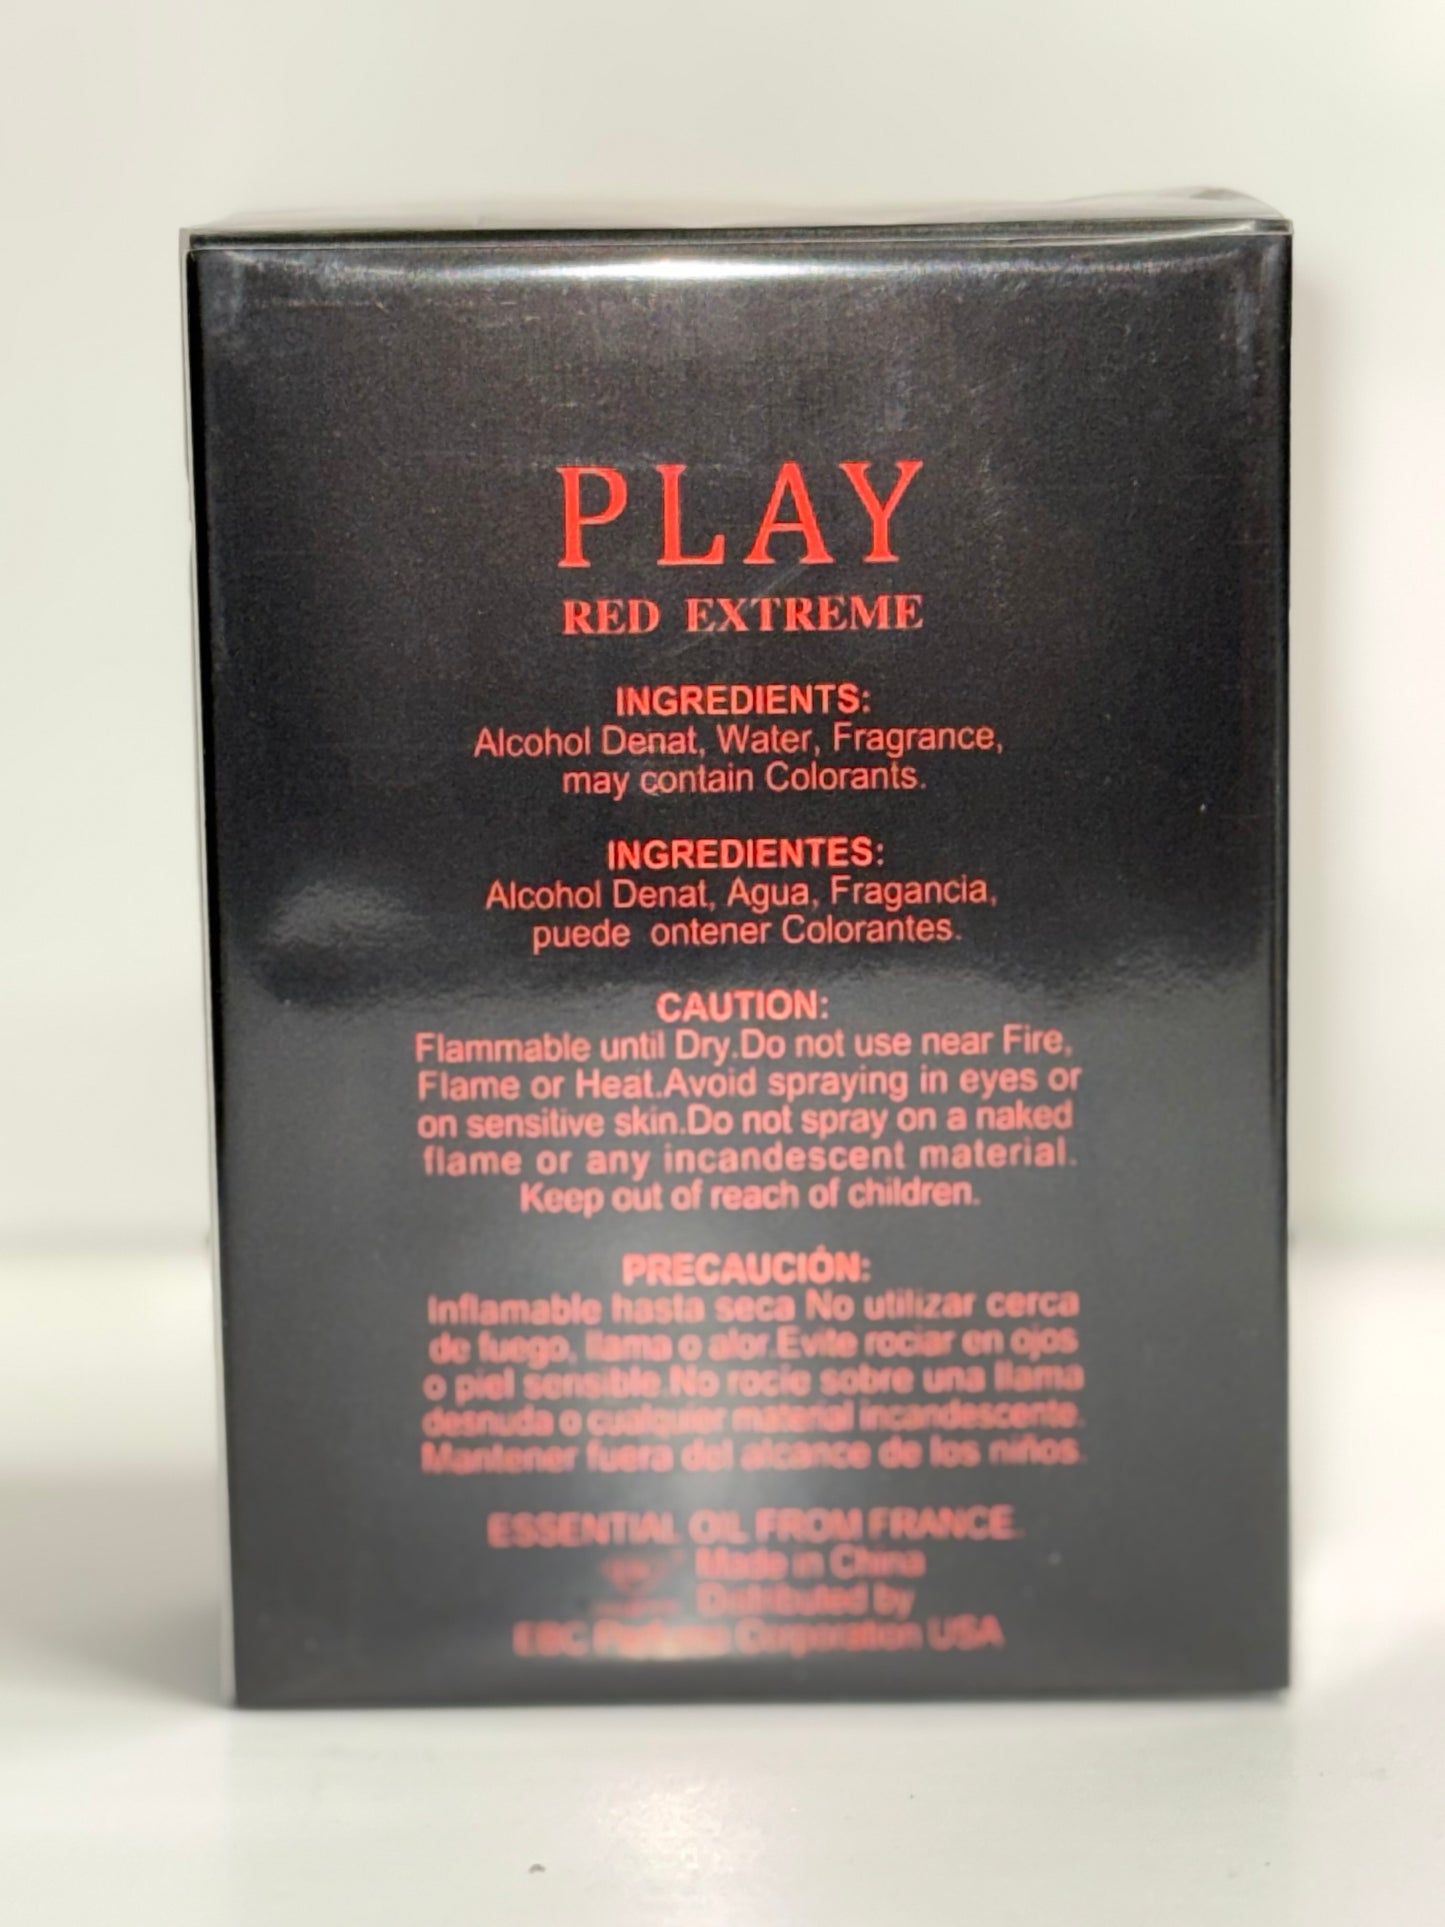 PLAY
RED EXTREME
INGREDIENTS:
Alcohol Denat, Water, Fragrance,
may contain Colorants.
INGREDIENTES:
Alcohol Denat, Agua, Fragancia,
puede ontener Colorantes.
CAUTION:
Flammable until Dry.Do not use near Fire,
Flame or Heat.Avoid spraying in eyes or
on sensitive skin.Do not spray on a naked
flame or any incandescent material.
Keep out of reach of children.
PRECAUCIÓN:
Inflamable hasta seca No utilizar cerca
de fuego, llama o alor.Evite rociar en ojos
o piel sensible.No rocie sobre una llama
desnuda o cualquier material incandescente.
Mantener fuera del alcance de los niños.
ESSENTIAL OIL FROM FRANCE.
Made in China
Distributed by
EBC Perfume Corporation USA